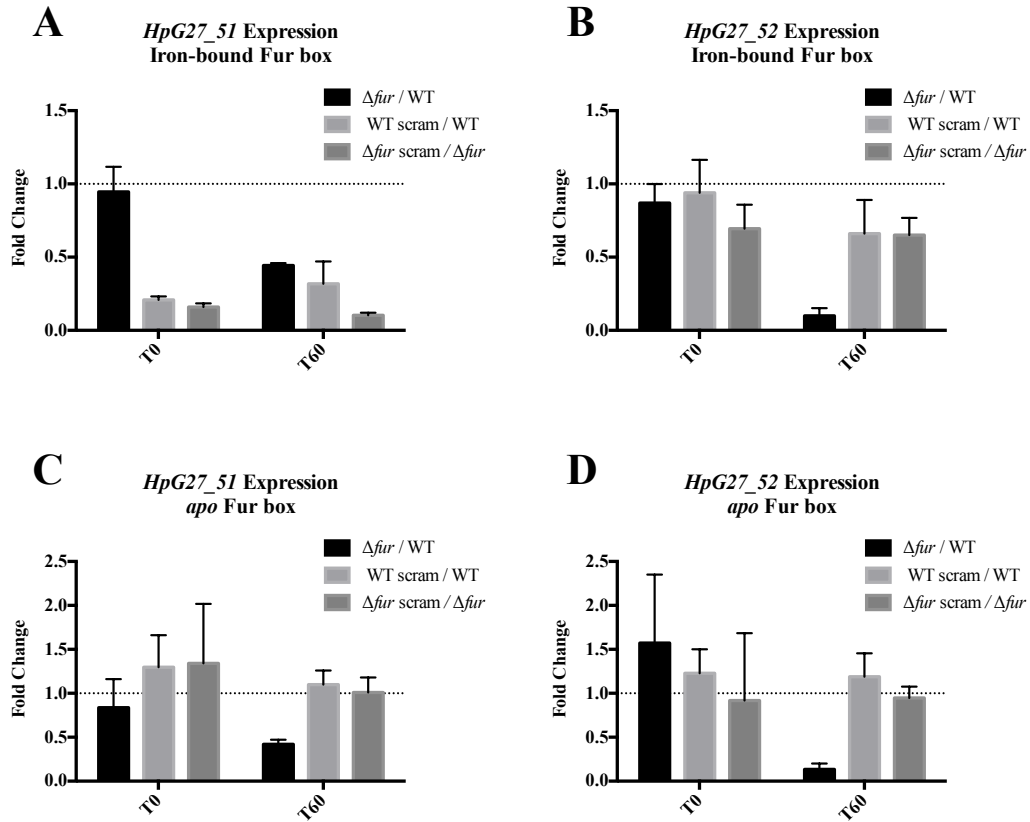 A
HpG27_51 Expression
Iron-bound Fur box
Δfur / WT
WT scram / WT
Δfur scram / Δfur
Fold Change
1.5
1.0
0.5
0.0
T0
T60
B
HpG27_52 Expression
Iron-bound Fur box
Δfur / WT
WT scram / WT
Δfur scram / Δfur
Fold Change
1.5
1.0
0.5
0.0
T0
T60
C
HpG27_51 Expression
apo Fur box
Δfur / WT
WT scram / WT
Δfur scram / Δfur
Fold Change
2.5
2.0
1.5
1.0
0.5
0.0
T0
T60
D
HpG27_52 Expression
apo Fur box
Δfur / WT
WT scram / WT
Δfur scram / Δfur
Fold Change
2.5
2.0
1.5
1.0
0.5
0.0
T0
T60